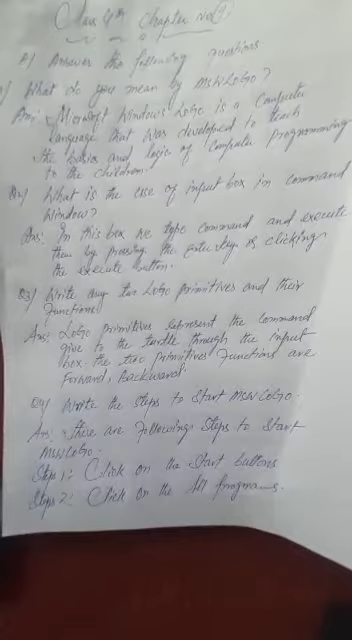 Class 4th Chapter no 9
A) Answer the following questions
Q1) What do you mean by MSWLOGO?
Ans: Microsoft Windows Logo is a Computer
Language that was developed to teach
the basics and logic of computer programming
to the children.
Q2) What is the use of input box in command
Window?
Ans: In this box we type command and execute
them by pressing the enter key or clicking
the execute button.
Q3) Write any two Logo primitives and their
Functions
Ans: Logo primitives represent the command
give to the turtle through the input
box. the two primitives Functions are
Forward, Backward.
Q4) Write the Steps to Start MSWLOGO.
Ans: there are Following Steps to Start
MSWLOGO.
Step 1: Click on the Start buttons
Steps 2: Click on the All programs.